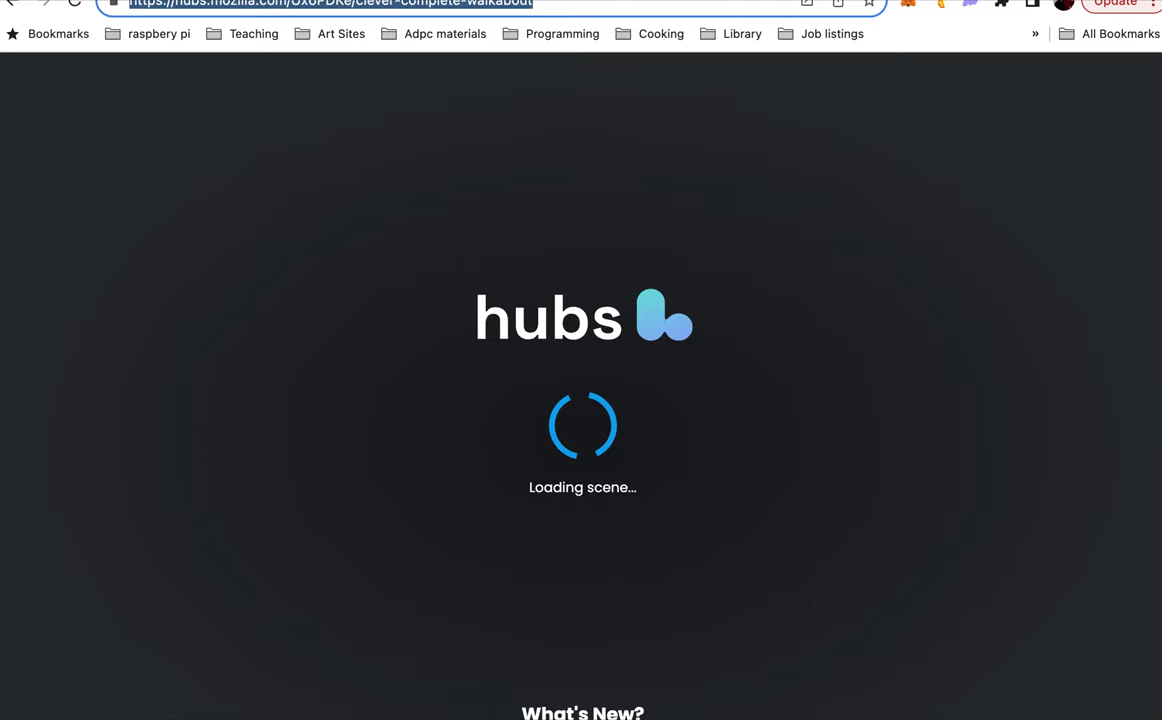 Update
Bookmarks raspbery pi Teaching Art Sites Adpc materials Programming Cooking Library Job listings » All Bookmarks
hubs
Loading scene...
What's New?